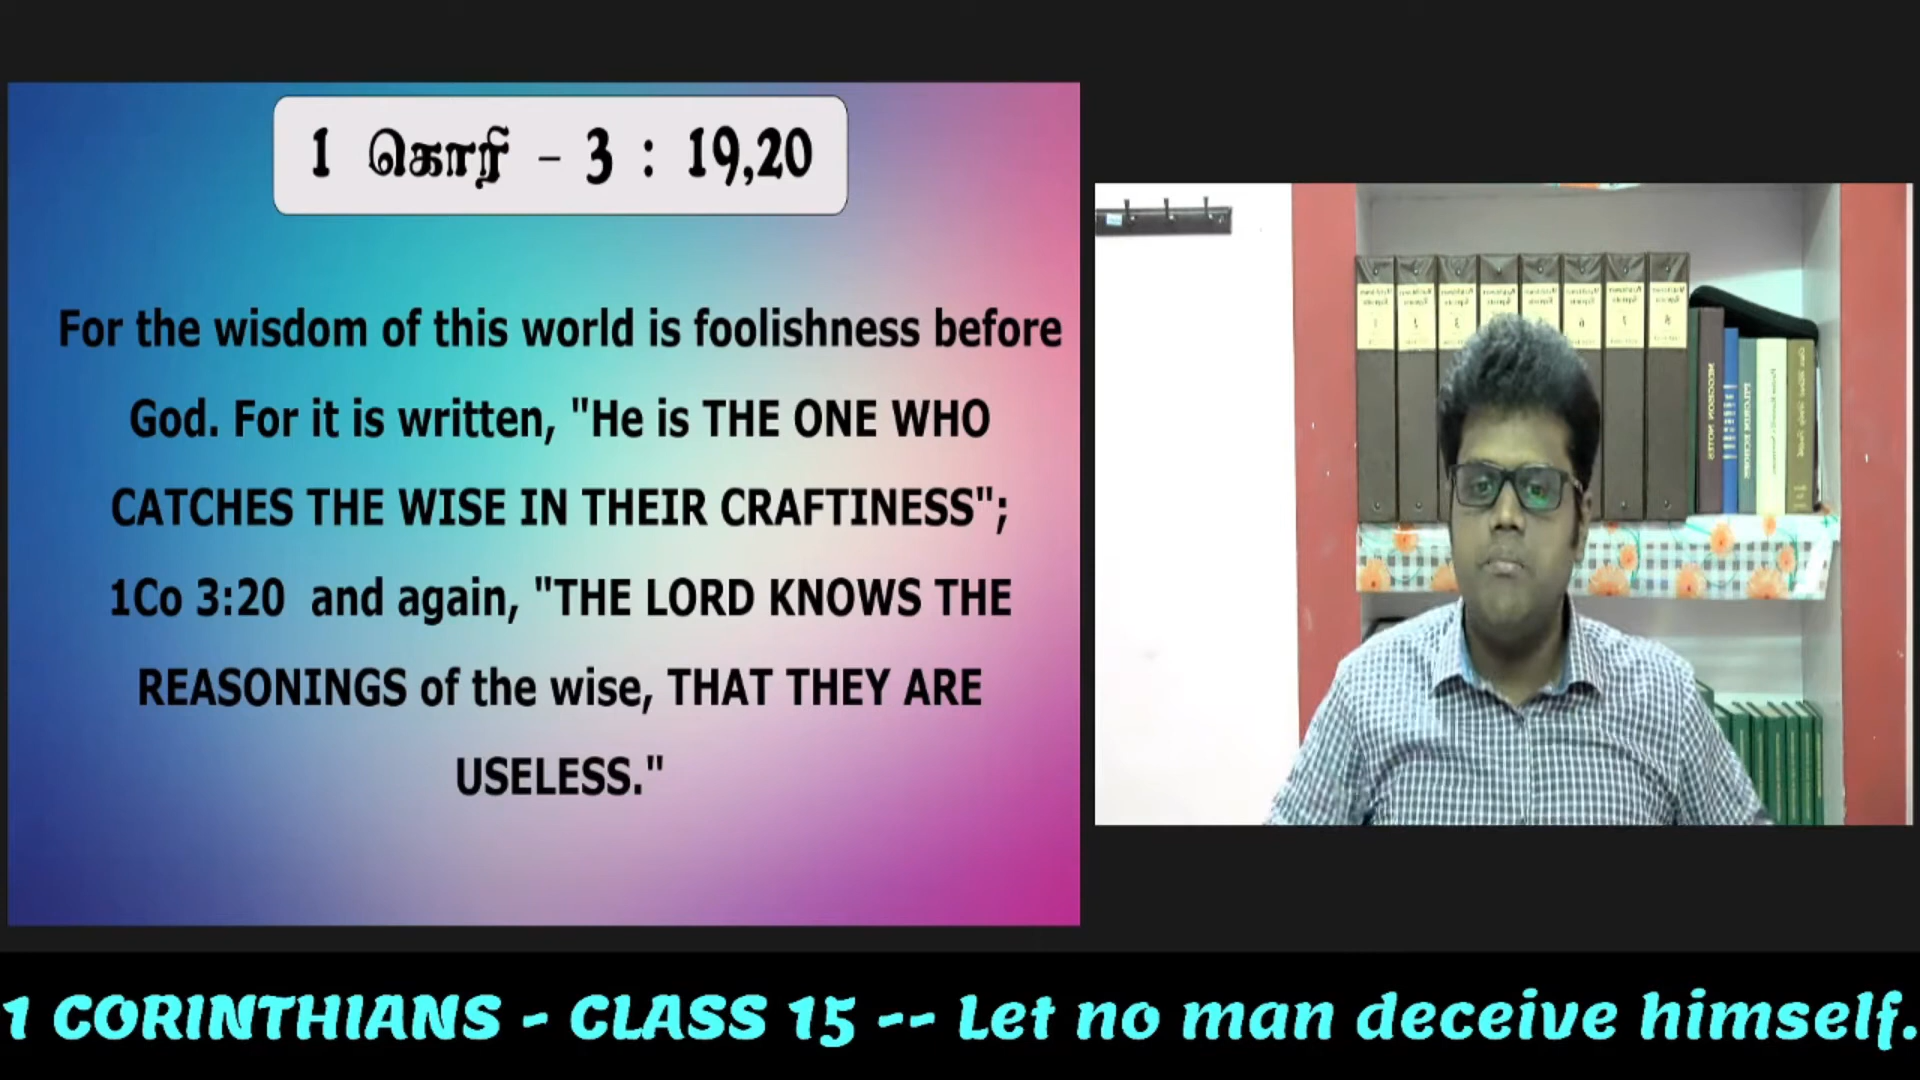 1 கொரி - 3 : 19,20
For the wisdom of this world is foolishness before
God. For it is written, "He is THE ONE WHO
CATCHES THE WISE IN THEIR CRAFTINESS";
1Co 3:20 and again, "THE LORD KNOWS THE
REASONINGS of the wise, THAT THEY ARE
USELESS."
1 CORINTHIANS - CLASS 15 -- Let no man deceive himself.